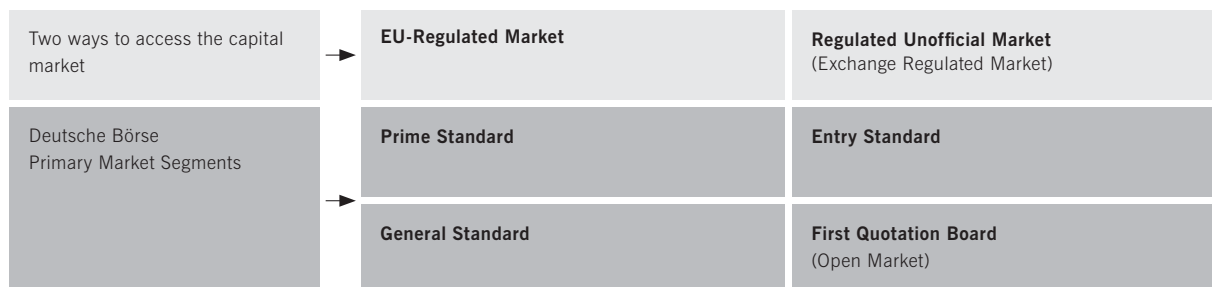 Two ways to access the capital
market
EU-Regulated Market
Regulated Unofficial Market
(Exchange Regulated Market)
Deutsche Börse
Primary Market Segments
Prime Standard
Entry Standard
General Standard
First Quotation Board
(Open Market)